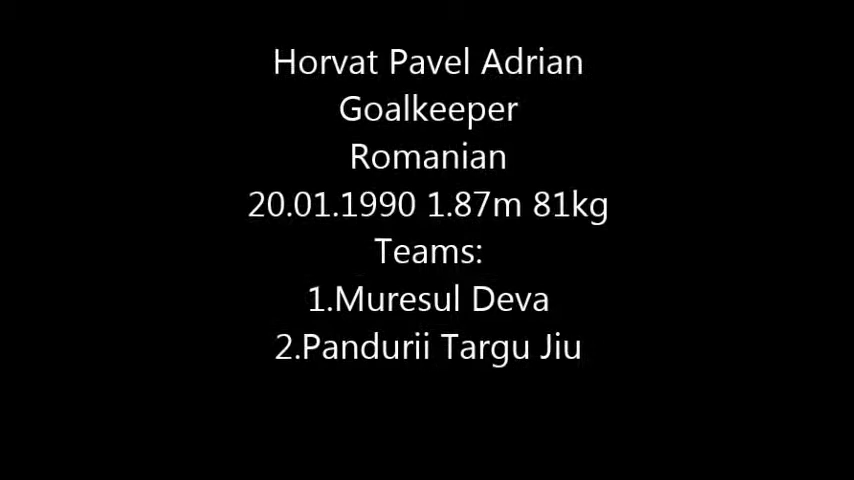 Horvat Pavel Adrian
Goalkeeper
Romanian
20.01.1990 1.87m 81kg
Teams:
1.Muresul Deva
2.Pandurii Targu Jiu